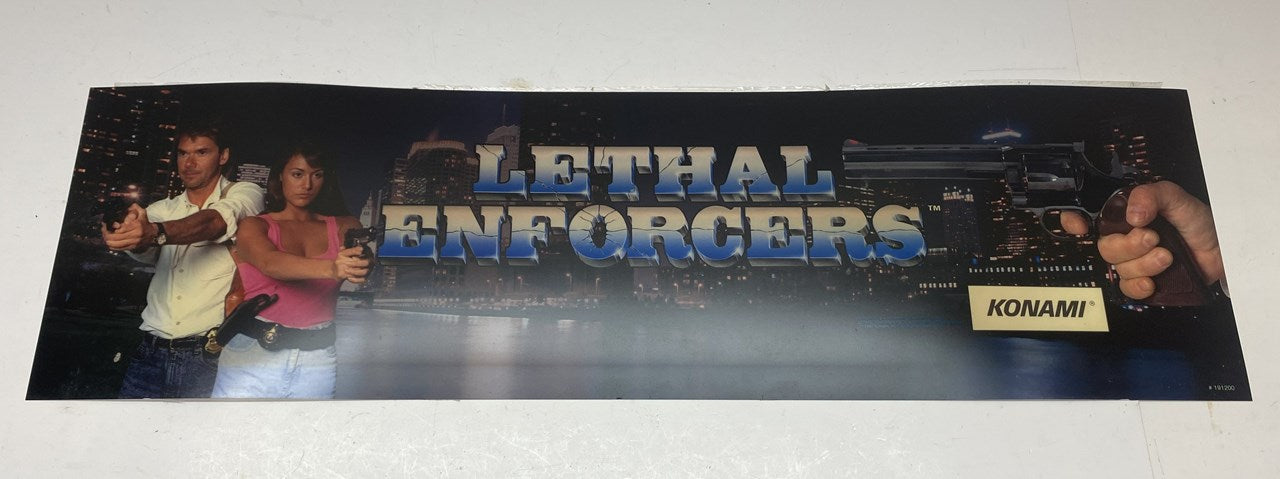 LETHAL
ENFORCERS™
KONAMI®
# 191200